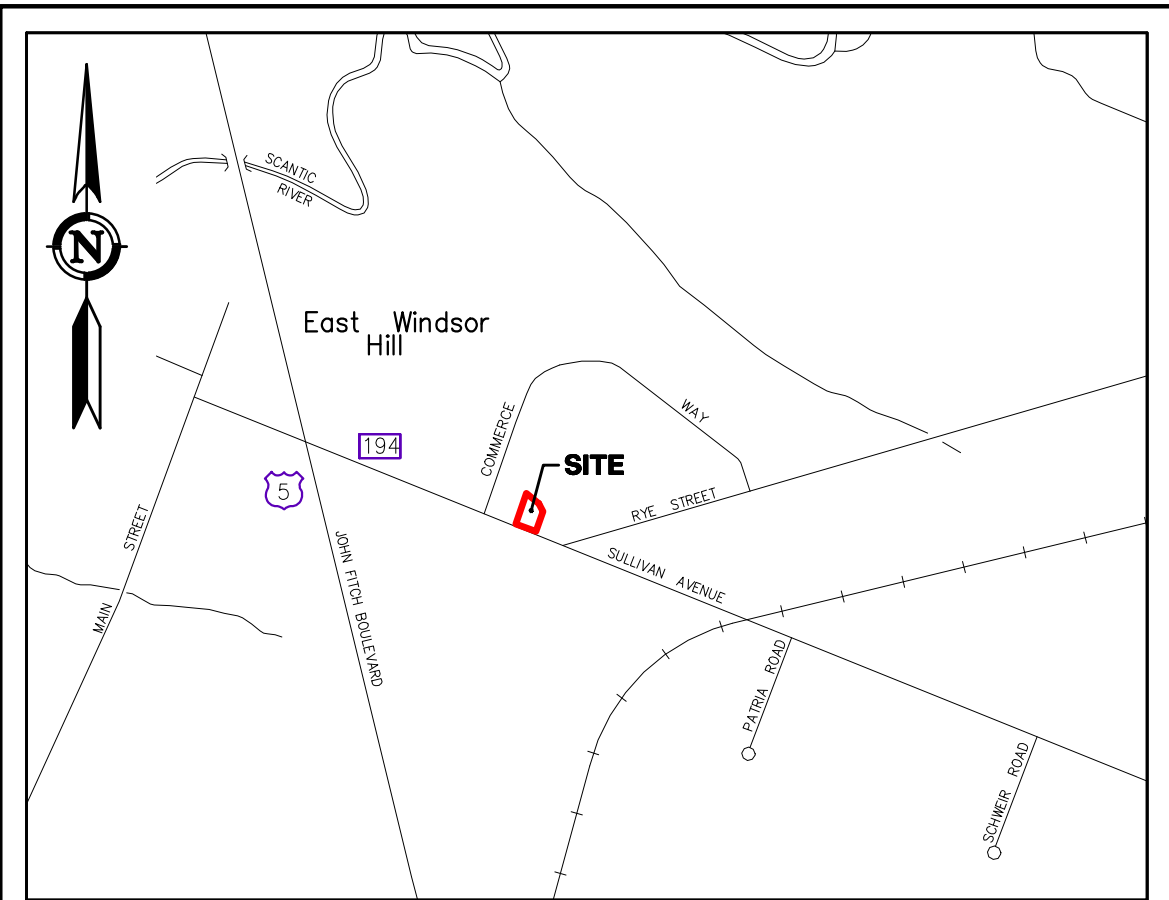 SCANTIC
RIVER
N
East Windsor
Hill
194
5
COMMERCE
WAY
SITE
RYE STREET
STREET
MAIN
JOHN FITCH BOULEVARD
SULLIVAN AVENUE
PATRIA ROAD
SCHWEIR ROAD